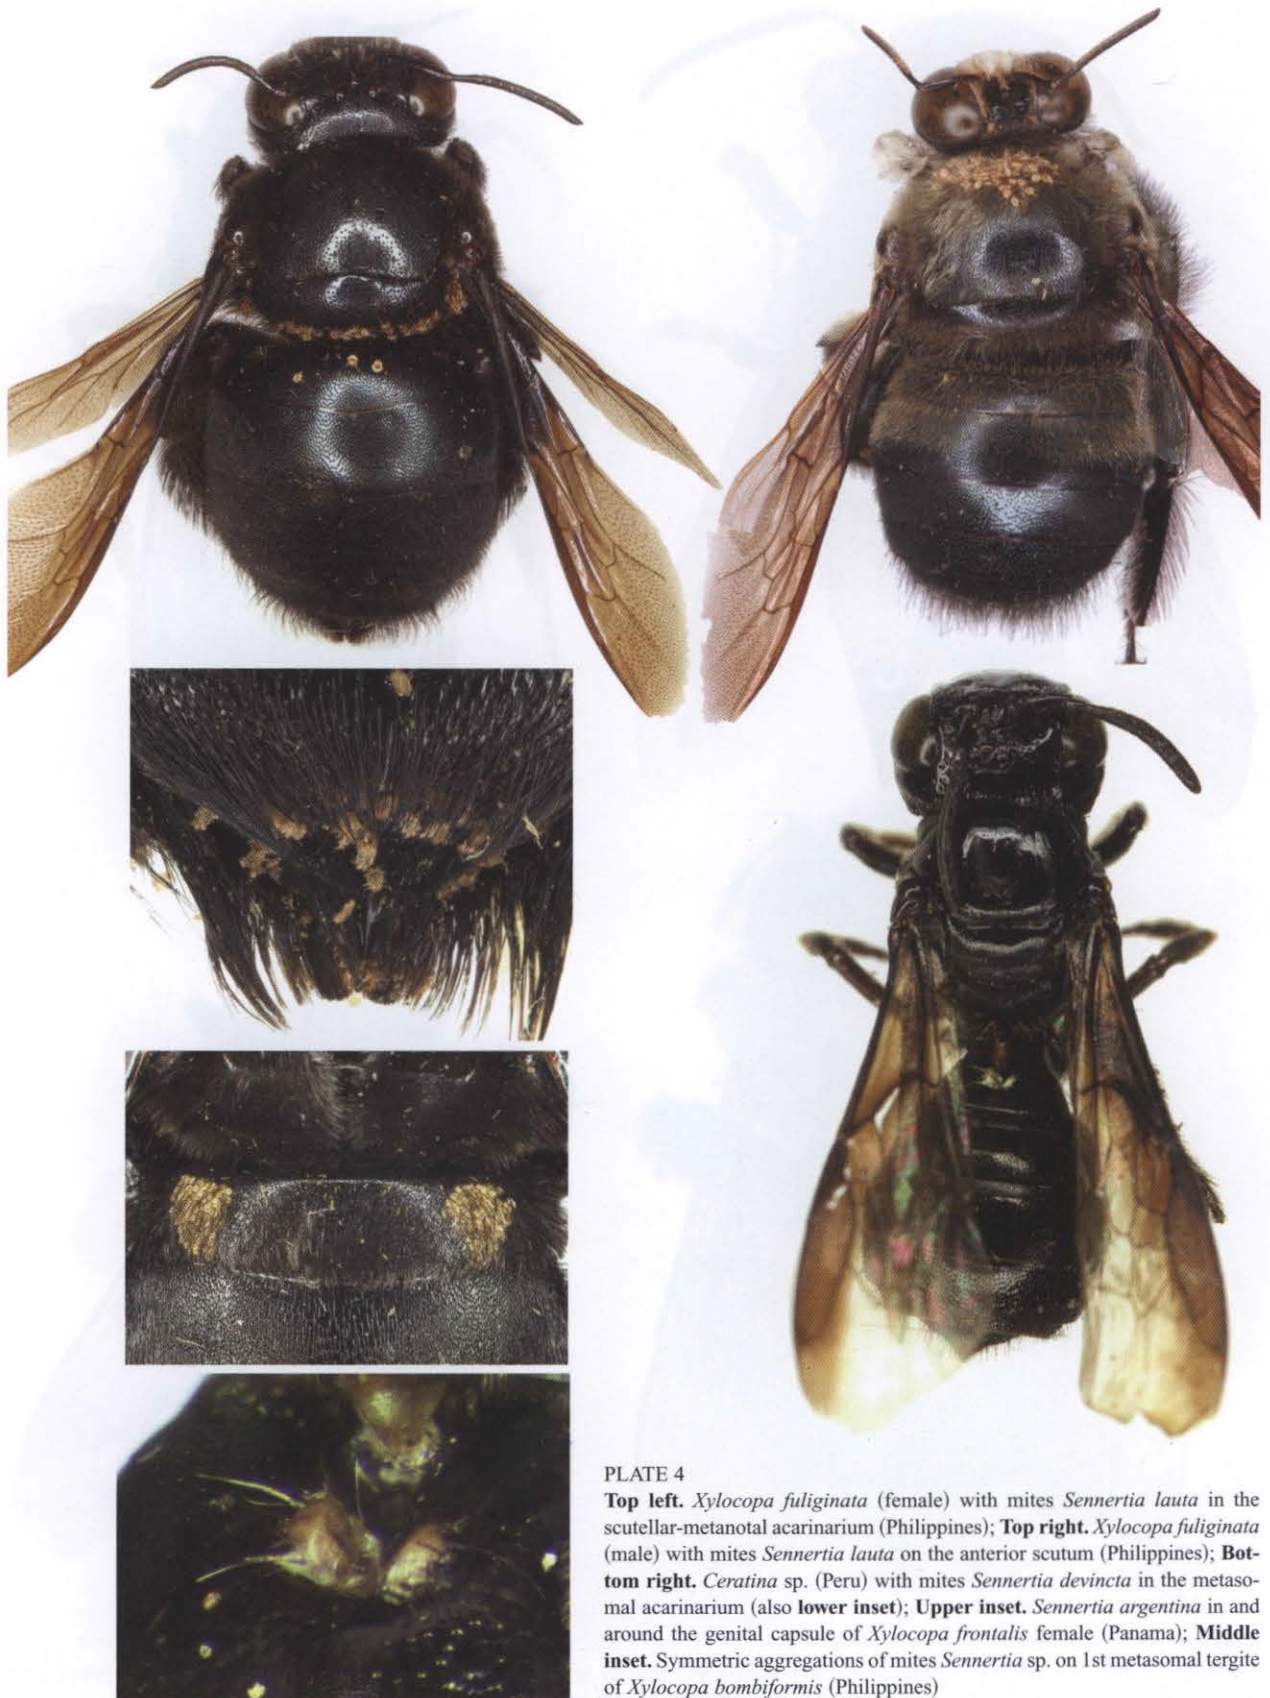 PLATE 4
Top left. Xylocopa fuliginata (female) with mites Sennertia lauta in the
scutellar-metanotal acarinarium (Philippines); Top right. Xylocopa fuliginata
(male) with mites Sennertia lauta on the anterior scutum (Philippines); Bot-
tom right. Ceratina sp. (Peru) with mites Sennertia devincta in the metaso-
mal acarinarium (also lower inset); Upper inset. Sennertia argentina in and
around the genital capsule of Xylocopa frontalis female (Panama); Middle
inset. Symmetric aggregations of mites Sennertia sp. on 1st metasomal tergite
of Xylocopa bombiformis (Philippines)